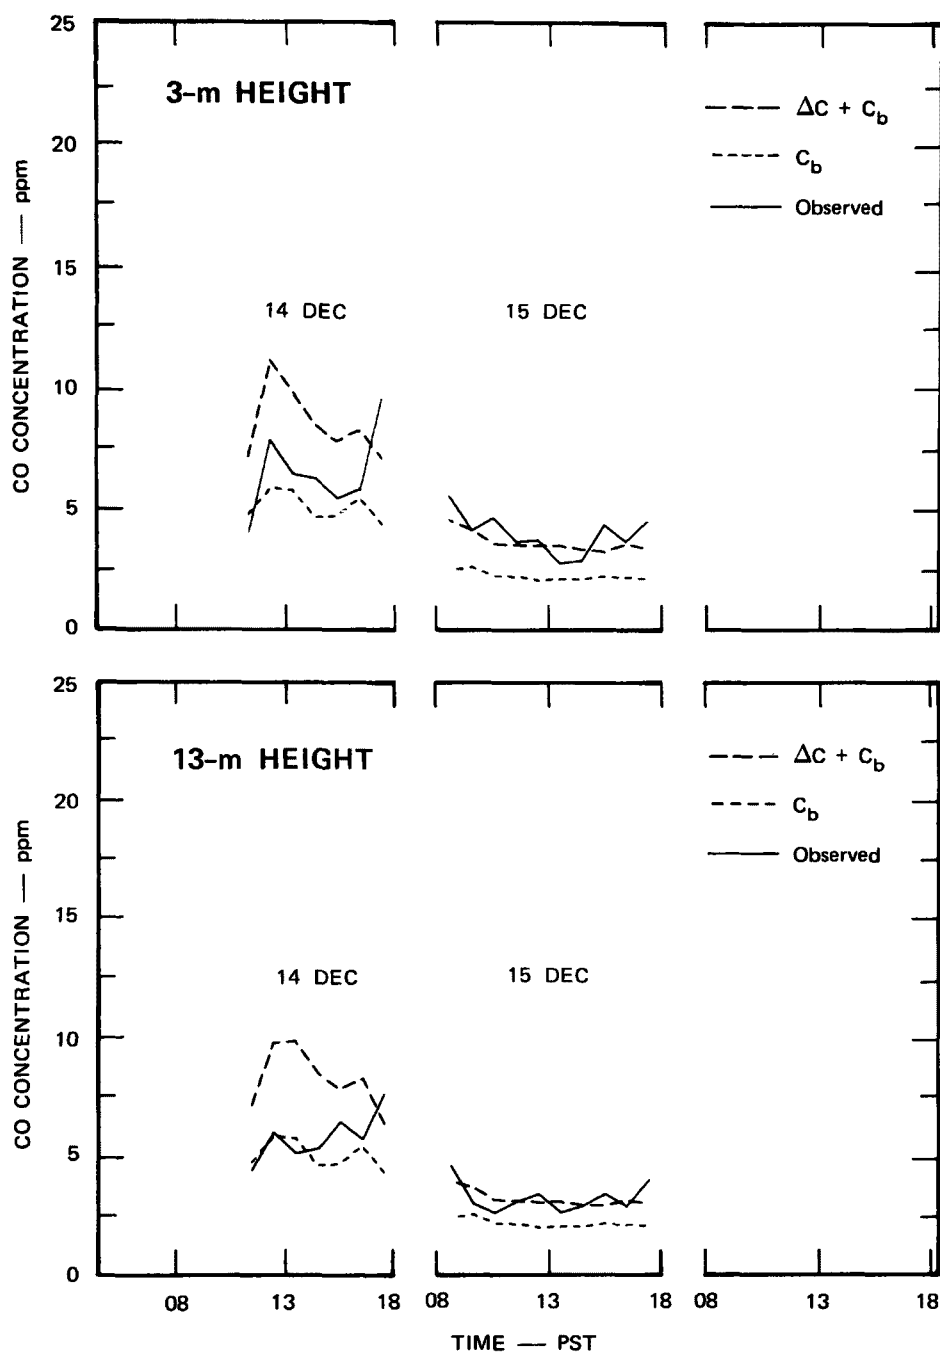 25
3–m HEIGHT
ΔC + Cb
20
Cb
Observed
15
14 DEC
15 DEC
10
5
0
CO CONCENTRATION — ppm
25
13–m HEIGHT
ΔC + Cb
20
Cb
Observed
15
14 DEC
15 DEC
10
5
0
CO CONCENTRATION — ppm
08 13 18 08 13 18 08 13 18
TIME — PST